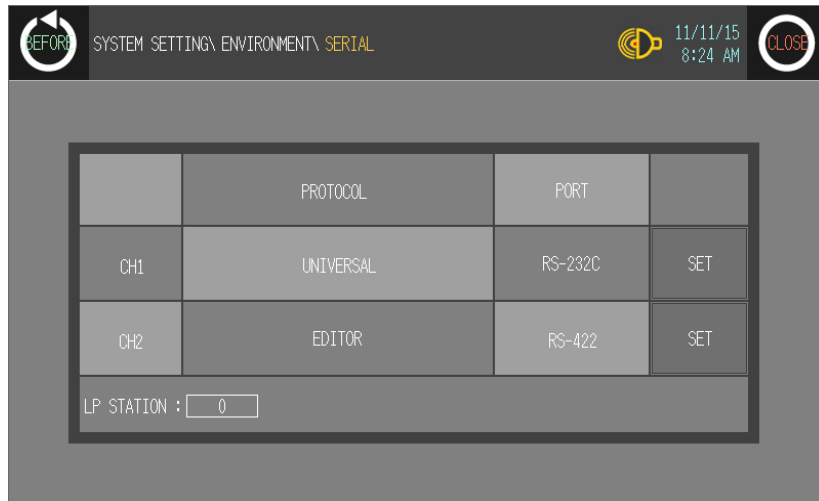 BEFORE
SYSTEM SETTING\ ENVIRONMENT\ SERIAL
11/11/15
8:24 AM
CLOSE
PROTOCOL PORT
CH1 UNIVERSAL RS-232C SET
CH2 EDITOR RS-422 SET
LP STATION : 0